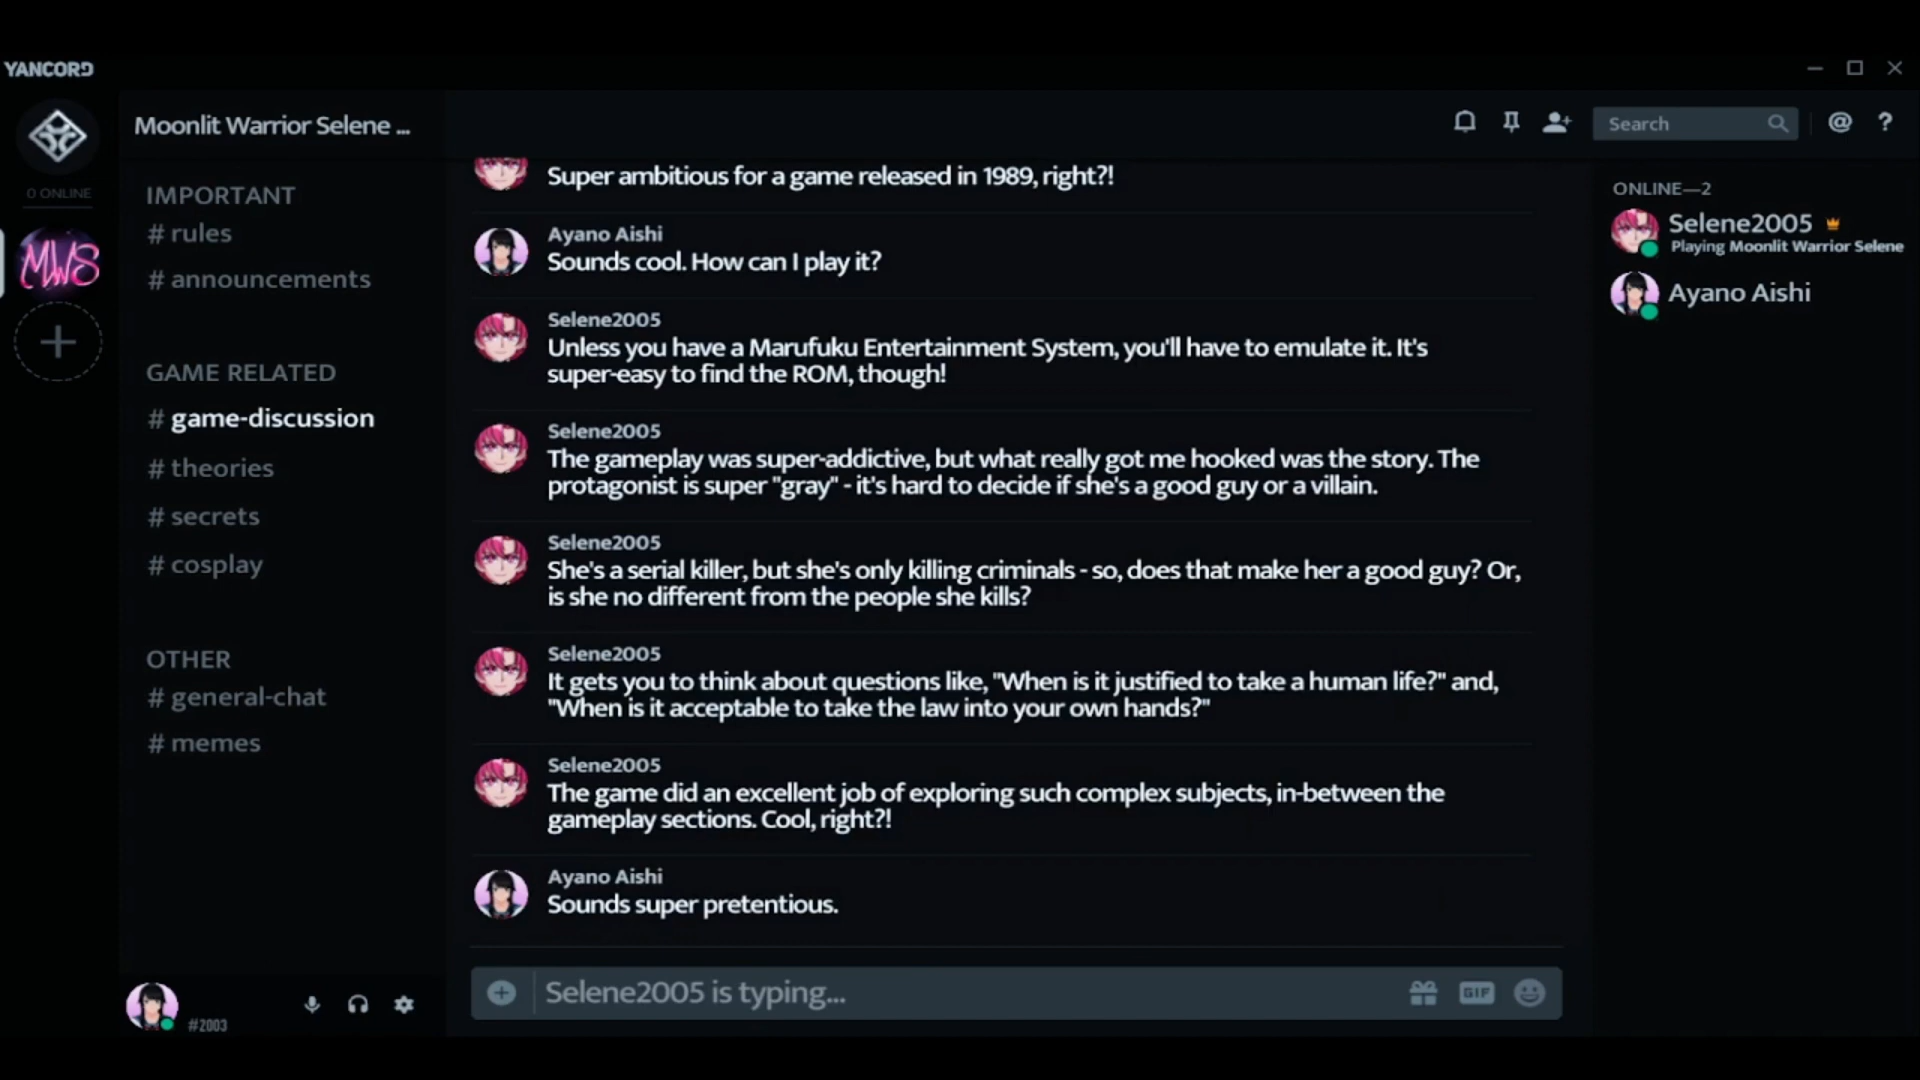 YANCORD
Moonlit Warrior Selene ...
Search
@
?
0 ONLINE
MWS
IMPORTANT
# rules
# announcements
GAME RELATED
# game-discussion
# theories
# secrets
# cosplay
OTHER
# general-chat
# memes
#2003
Super ambitious for a game released in 1989, right?!
Ayano Aishi
Sounds cool. How can I play it?
Selene2005
Unless you have a Marufuku Entertainment System, you'll have to emulate it. It's
super-easy to find the ROM, though!
Selene2005
The gameplay was super-addictive, but what really got me hooked was the story. The
protagonist is super "gray" - it's hard to decide if she's a good guy or a villain.
Selene2005
She's a serial killer, but she's only killing criminals - so, does that make her a good guy? Or,
is she no different from the people she kills?
Selene2005
It gets you to think about questions like, "When is it justified to take a human life?" and,
"When is it acceptable to take the law into your own hands?"
Selene2005
The game did an excellent job of exploring such complex subjects, in-between the
gameplay sections. Cool, right?!
Ayano Aishi
Sounds super pretentious.
Selene2005 is typing...
GIF
ONLINE—2
Selene2005
Playing Moonlit Warrior Selene
Ayano Aishi